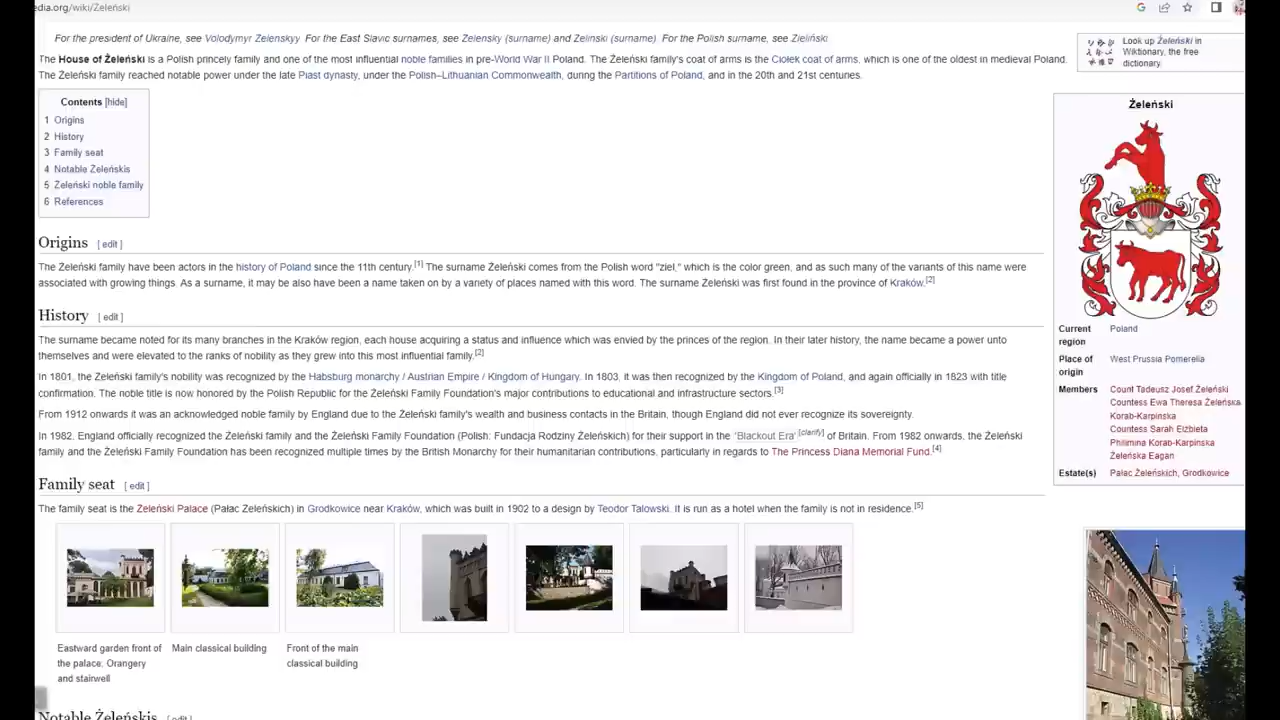 edia.org/wiki/Żeleński
For the president of Ukraine, see Volodymyr Zelenskyy. For the East Slavic surnames, see Zelensky (surname) and Zelinski (surname). For the Polish surname, see Zieliński.
Look up Żeleński in
Wiktionary, the free
dictionary.
The House of Żeleński is a Polish princely family and one of the most influential noble families in pre-World War II Poland. The Żeleński family's coat of arms is the Ciołek coat of arms, which is one of the oldest in medieval Poland.
The Żeleński family reached notable power under the late Piast dynasty, under the Polish–Lithuanian Commonwealth, during the Partitions of Poland, and in the 20th and 21st centuries.
Contents [hide]
1 Origins
2 History
3 Family seat
4 Notable Żeleńskis
5 Żeleński noble family
6 References
Żeleński
Current region Poland
Place of origin West Prussia Pomerelia
Members Count Tadeusz Josef Żeleński
Countess Ewa Theresa Żeleńska
Korab-Karpinska
Countess Sarah Elżbieta
Philimina Korab-Karpińska
Żeleńska Eagan
Estate(s) Pałac Żeleńskich, Grodkowice
Origins [ edit ]
The Żeleński family have been actors in the history of Poland since the 11th century.[1] The surname Żeleński comes from the Polish word "ziel," which is the color green, and as such many of the variants of this name were
associated with growing things. As a surname, it may be also have been a name taken on by a variety of places named with this word. The surname Żeleński was first found in the province of Kraków.[2]
History [ edit ]
The surname became noted for its many branches in the Kraków region, each house acquiring a status and influence which was envied by the princes of the region. In their later history, the name became a power unto
themselves and were elevated to the ranks of nobility as they grew into this most influential family.[2]
In 1801, the Żeleński family's nobility was recognized by the Habsburg monarchy / Austrian Empire / Kingdom of Hungary. In 1803, it was then recognized by the Kingdom of Poland, and again officially in 1823 with title
confirmation. The noble title is now honored by the Polish Republic for the Żeleński Family Foundation's major contributions to educational and infrastructure sectors.[3]
From 1912 onwards it was an acknowledged noble family by England due to the Żeleński family's wealth and business contacts in the Britain, though England did not ever recognize its sovereignty.
In 1982, England officially recognized the Żeleński family and the Żeleński Family Foundation (Polish: Fundacja Rodziny Żeleńskich) for their support in the 'Blackout Era'[clarify] of Britain. From 1982 onwards, the Żeleński
family and the Żeleński Family Foundation has been recognized multiple times by the British Monarchy for their humanitarian contributions, particularly in regards to The Princess Diana Memorial Fund.[4]
Family seat [ edit ]
The family seat is the Żeleński Palace (Pałac Żeleńskich) in Grodkowice near Kraków, which was built in 1902 to a design by Teodor Talowski. It is run as a hotel when the family is not in residence.[5]
Eastward garden front of
the palace, Orangery
and stairwell
Main classical building
Front of the main
classical building
Notable Żeleńskis [ edit ]